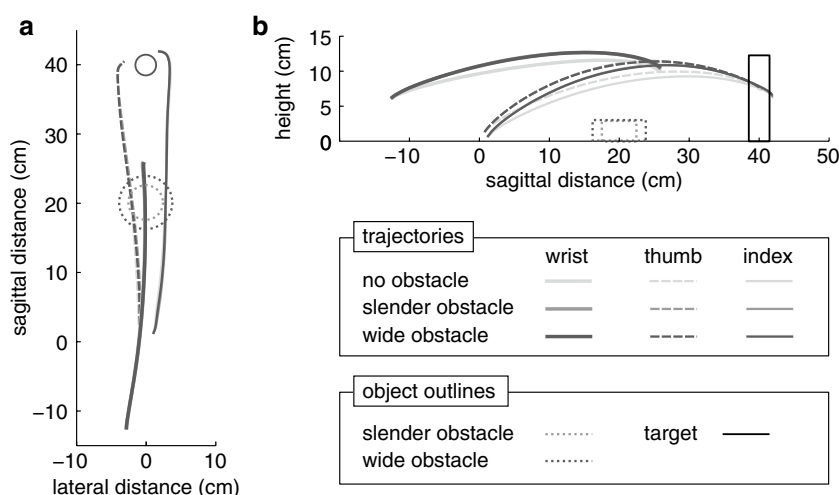 a
40
30
20
10
0
−10
sagittal distance (cm)
−10 0 10
lateral distance (cm)
b
15
10
5
0
height (cm)
−10 0 10 20 30 40 50
sagittal distance (cm)
trajectories
wrist thumb index
no obstacle
slender obstacle
wide obstacle
object outlines
slender obstacle target
wide obstacle